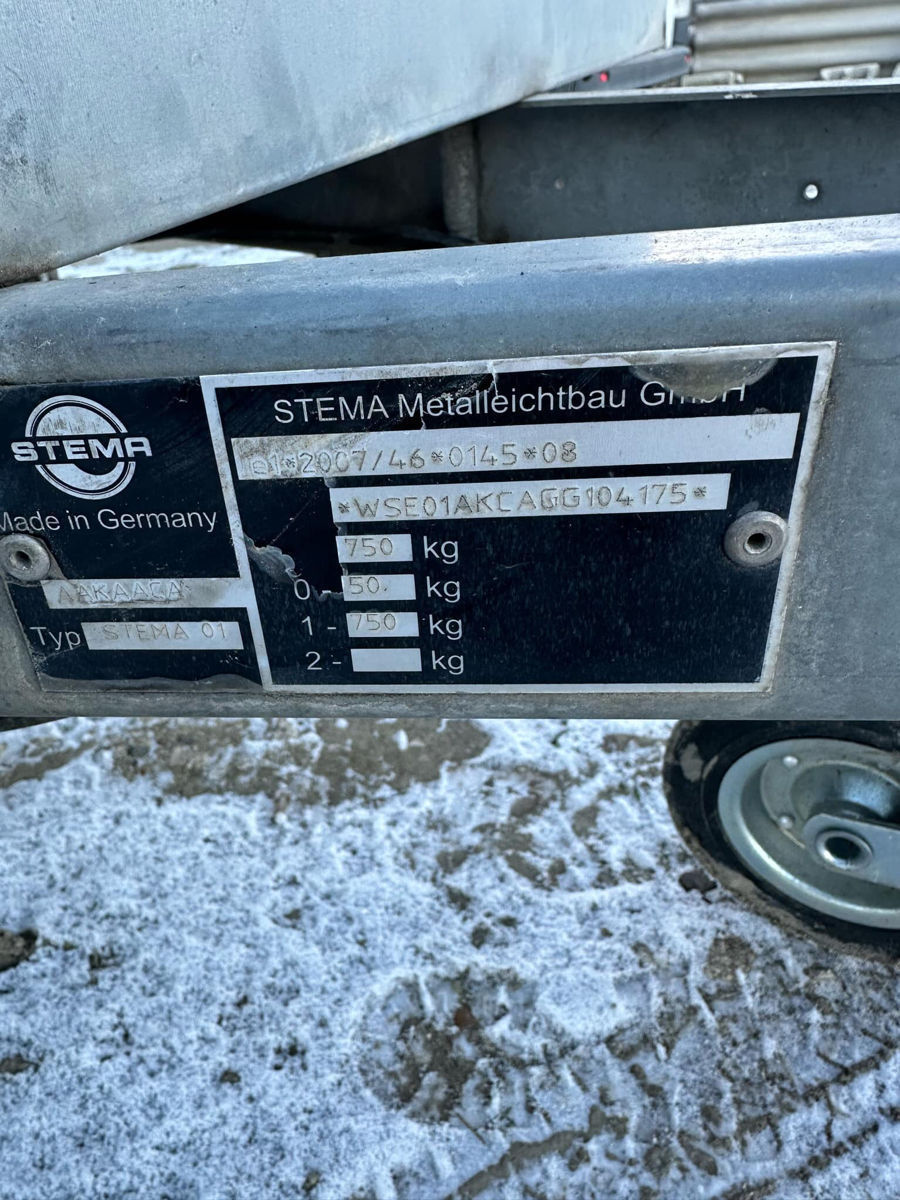 STEMA
Made in Germany
AAKAACA
Typ STEMA 01
STEMA Metalleichtbau GmbH
e1*2007/46*0145*08
*WSE01AKCAGG104175*
750 kg
0 50. kg
1 - 750 kg
2 - kg